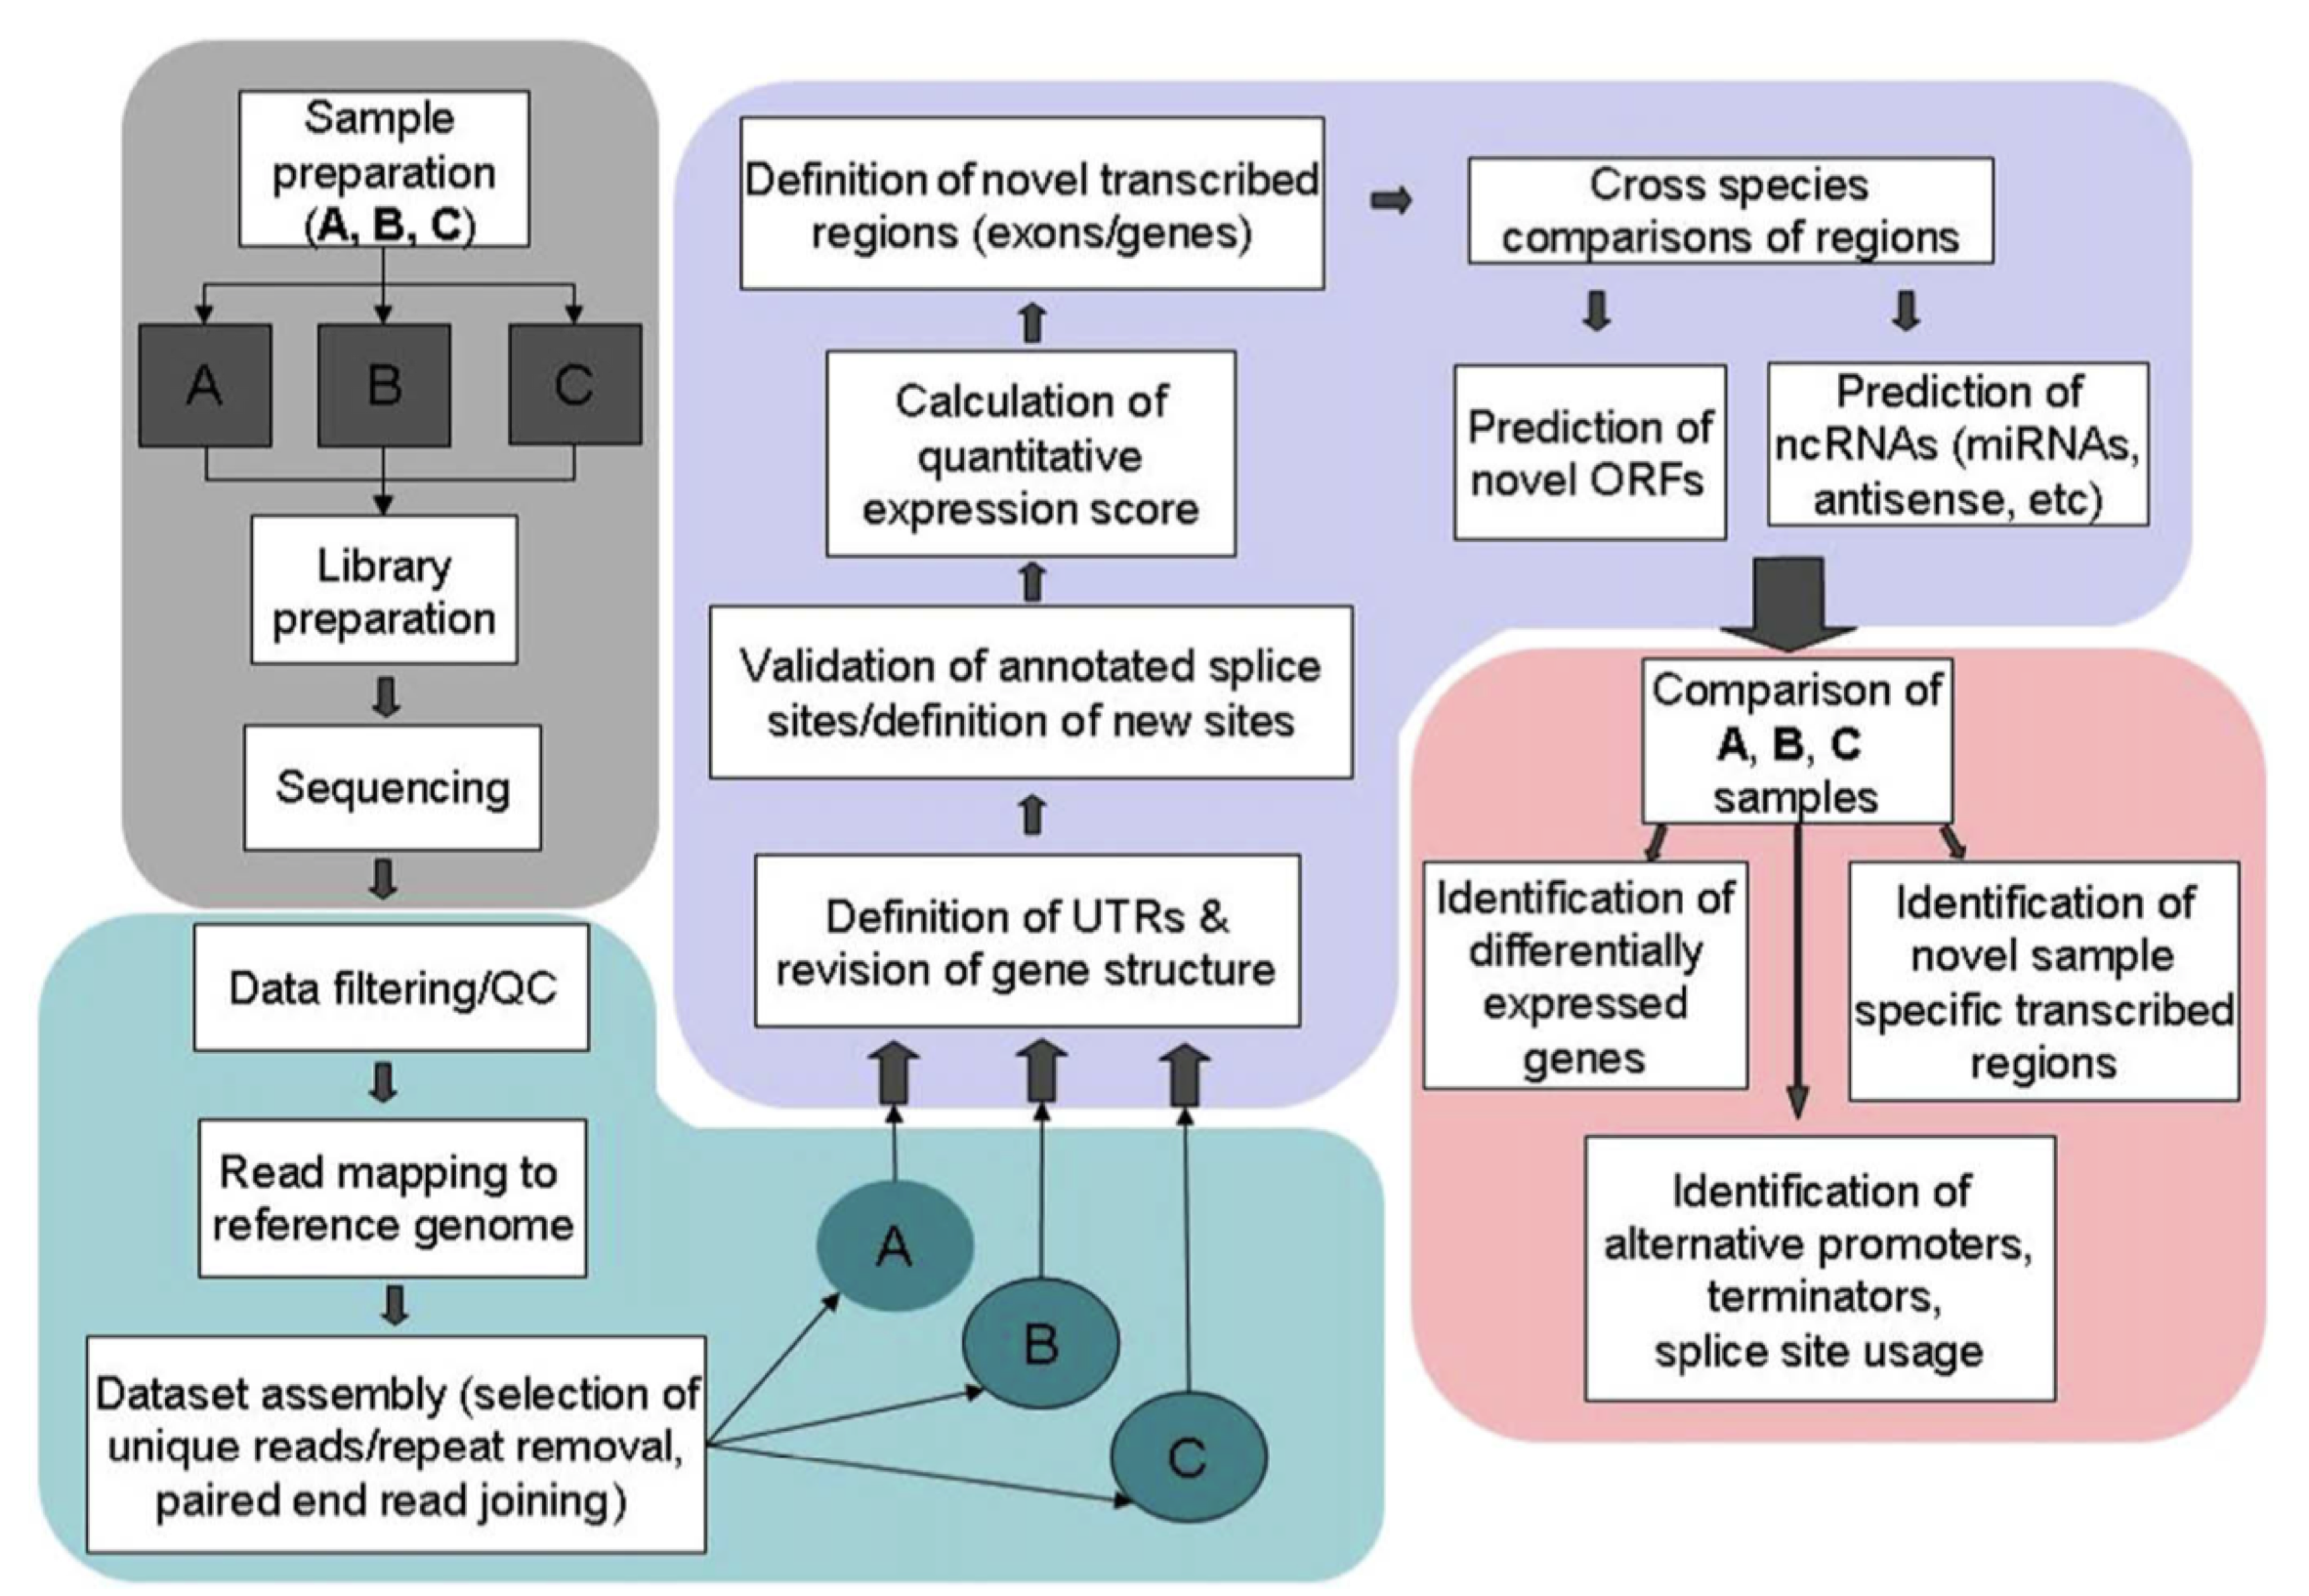 Sample
preparation
(A, B, C)
A
B
C
Library
preparation
Sequencing
Data filtering/QC
Read mapping to
reference genome
Dataset assembly (selection of
unique reads/repeat removal,
paired end read joining)
A
B
C
Definition of UTRs &
revision of gene structure
Validation of annotated splice
sites/definition of new sites
Calculation of
quantitative
expression score
Definition of novel transcribed
regions (exons/genes)
Cross species
comparisons of regions
Prediction of
novel ORFs
Prediction of
ncRNAs (miRNAs,
antisense, etc)
Comparison of
A, B, C
samples
Identification of
differentially
expressed
genes
Identification of
novel sample
specific transcribed
regions
Identification of
alternative promoters,
terminators,
splice site usage